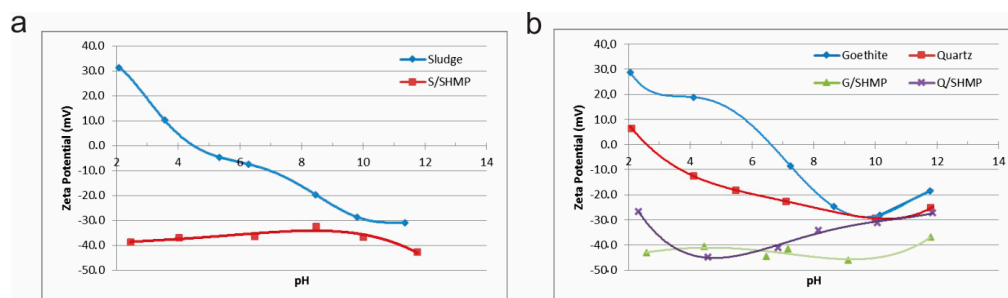 a
40.0
30.0
20.0
10.0
0.0
-10.0
-20.0
-30.0
-40.0
-50.0
Zeta Potential (mV)
2 4 6 8 10 12 14
pH
Sludge
S/SHMP
b
40,0
30,0
20,0
10,0
0,0
-10,0
-20,0
-30,0
-40,0
-50,0
Zeta Potential (mV)
2 4 6 8 10 12 14
pH
Goethite Quartz
G/SHMP Q/SHMP